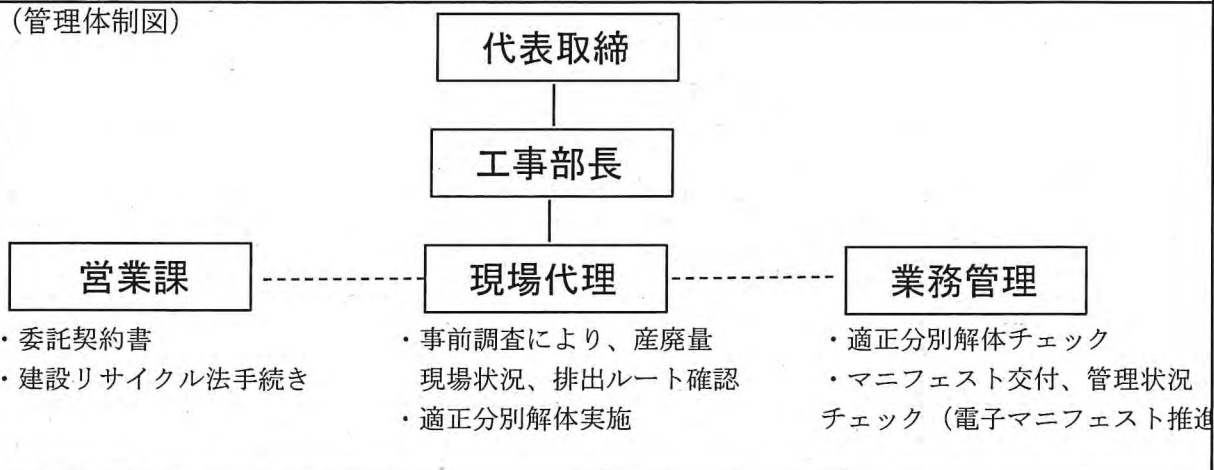 （管理体制図）
代表取締
工事部長
営業課
現場代理
業務管理
・委託契約書
・建設リサイクル法手続き
・事前調査により、産廃量
現場状況、排出ルート確認
・適正分別解体実施
・適正分別解体チェック
・マニフェスト交付、管理状況
チェック（電子マニフェスト推進